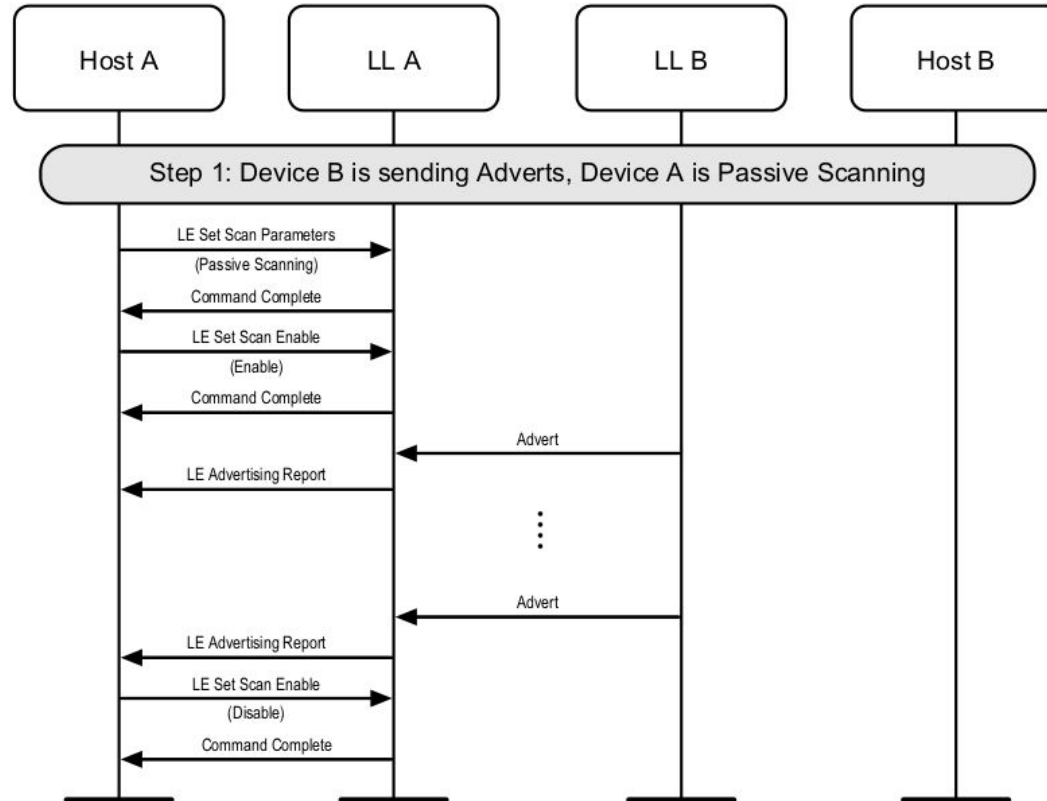 Host A
LL A
LL B
Host B
Step 1: Device B is sending Adverts, Device A is Passive Scanning
LE Set Scan Parameters
(Passive Scanning)
Command Complete
LE Set Scan Enable
(Enable)
Command Complete
Advert
LE Advertising Report
Advert
LE Advertising Report
LE Set Scan Enable
(Disable)
Command Complete